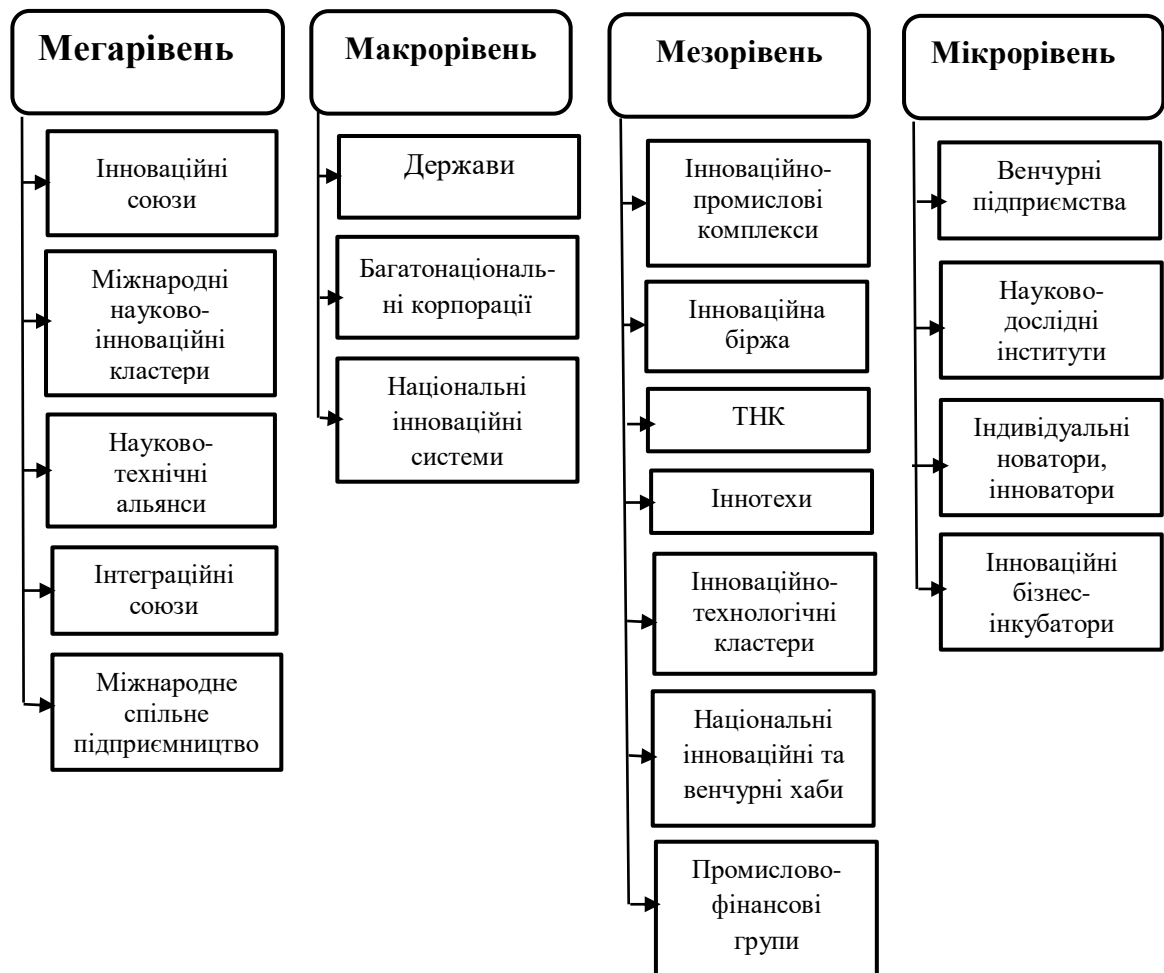 Мегарівень
Інноваційні
союзи
Міжнародні
науково-
інноваційні
кластери
Науково-
технічні
альянси
Інтеграційні
союзи
Міжнародне
спільне
підприємництво
Макрорівень
Держави
Багатонаціональ-
ні корпорації
Національні
інноваційні
системи
Мезорівень
Інноваційно-
промислові
комплекси
Інноваційна
біржа
ТНК
Іннотехи
Інноваційно-
технологічні
кластери
Національні
інноваційні та
венчурні хаби
Промислово-
фінансові
групи
Мікрорівень
Венчурні
підприємства
Науково-
дослідні
інститути
Індивідуальні
новатори,
інноватори
Інноваційні
бізнес-
інкубатори